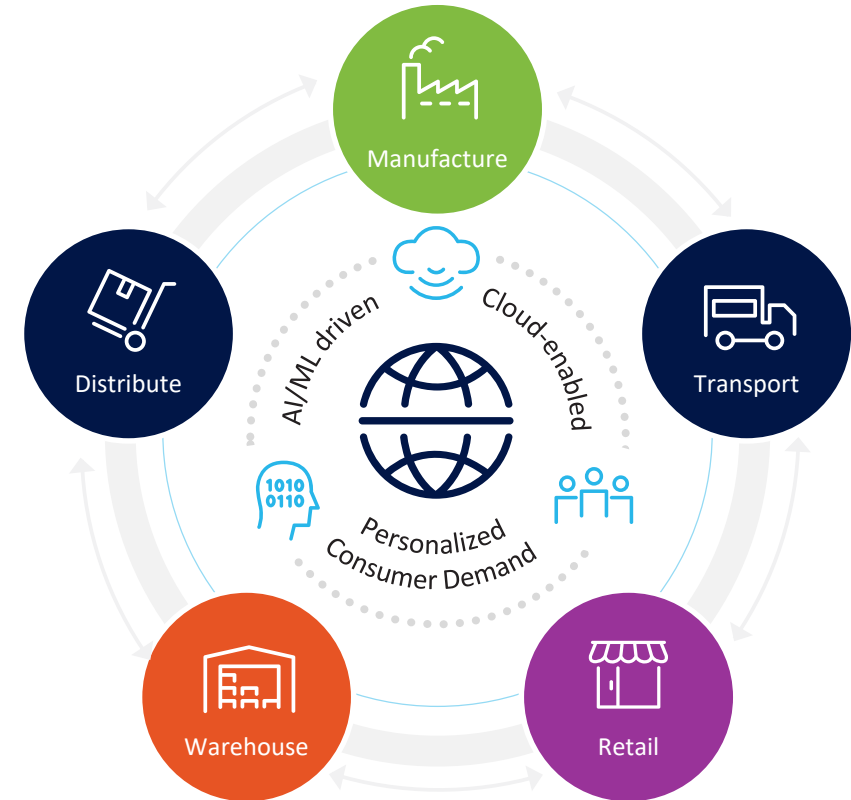 Manufacture
Distribute
Transport
AI/ML driven
Cloud-enabled
1010
0110
Personalized
Consumer Demand
Warehouse
Retail